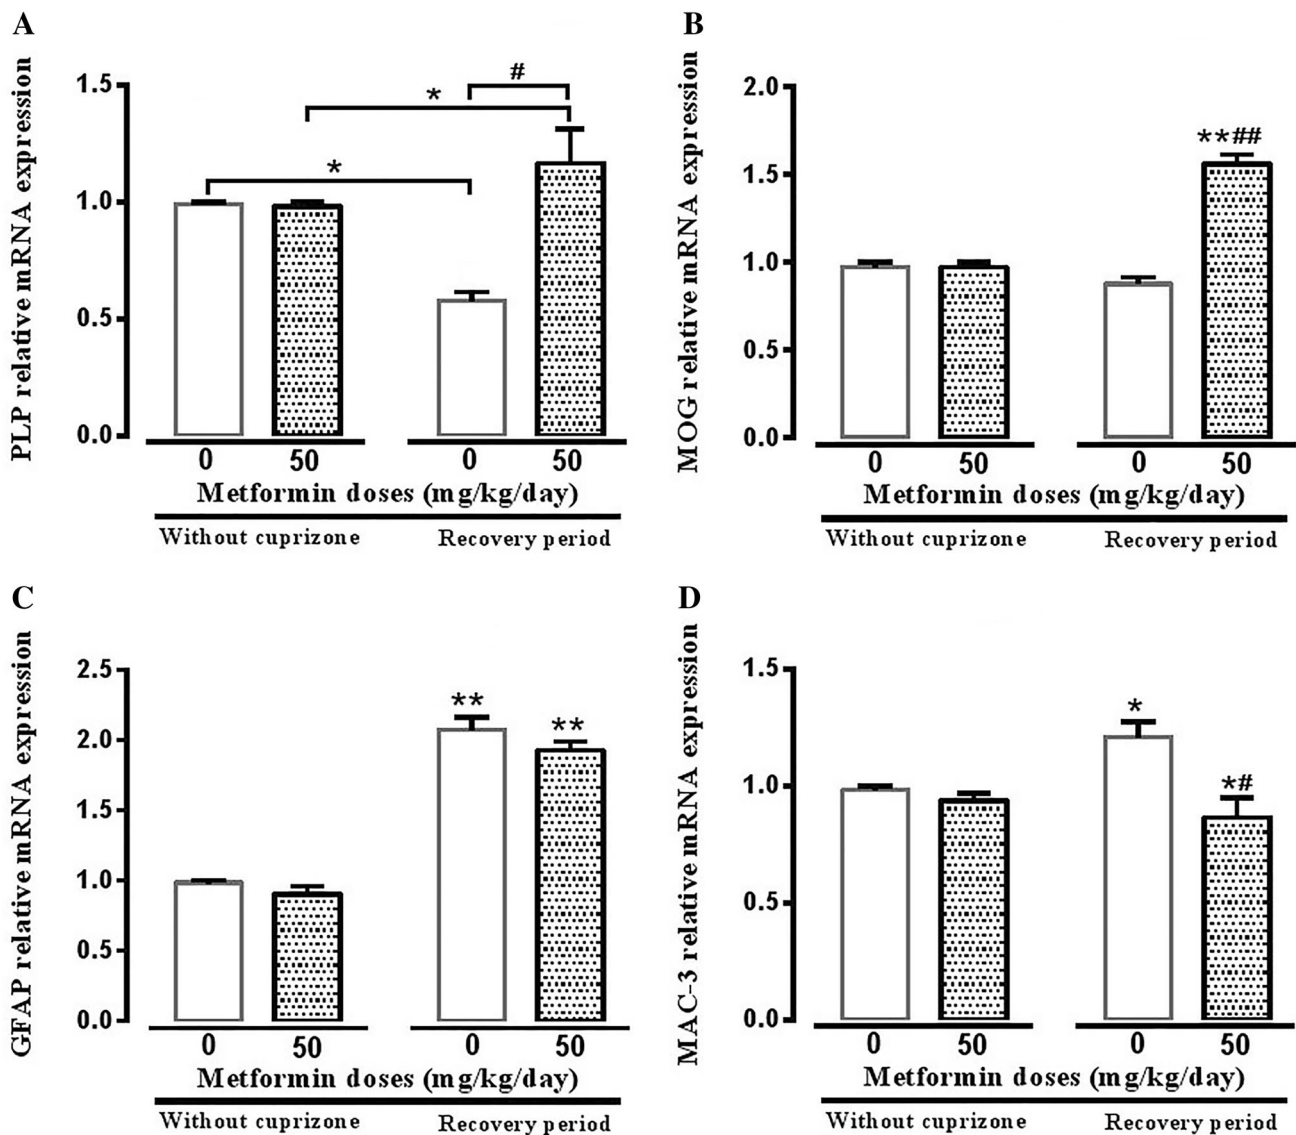 A
PLP relative mRNA expression
1.5
1.0
0.5
0.0
*
*
#
0 50 0 50
Metformin doses (mg/kg/day)
Without cuprizone Recovery period
B
MOG relative mRNA expression
2.0
1.5
1.0
0.5
0.0
**##
0 50 0 50
Metformin doses (mg/kg/day)
Without cuprizone Recovery period
C
GFAP relative mRNA expression
2.5
2.0
1.5
1.0
0.5
0.0
**
**
0 50 0 50
Metformin doses (mg/kg/day)
Without cuprizone Recovery period
D
MAC-3 relative mRNA expression
1.5
1.0
0.5
0.0
*
*#
0 50 0 50
Metformin doses (mg/kg/day)
Without cuprizone Recovery period